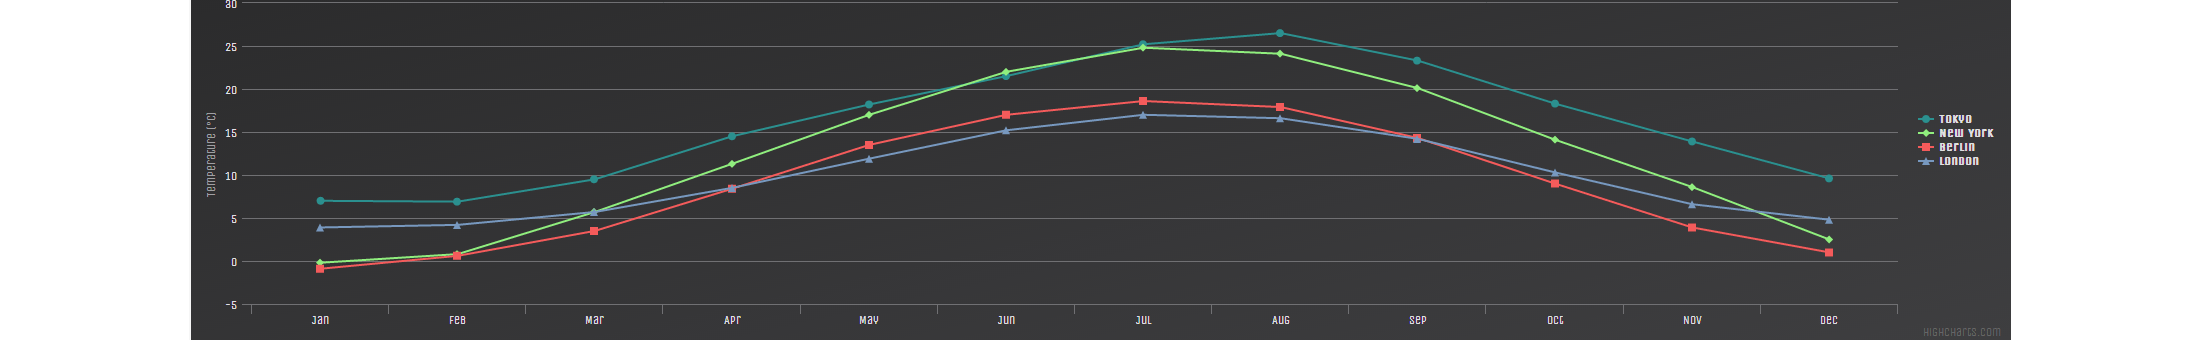 30
25
20
15
10
5
0
-5
Temperature (°C)
Jan Feb Mar Apr May Jun Jul Aug Sep Oct Nov Dec
Tokyo
New York
Berlin
London
Highcharts.com